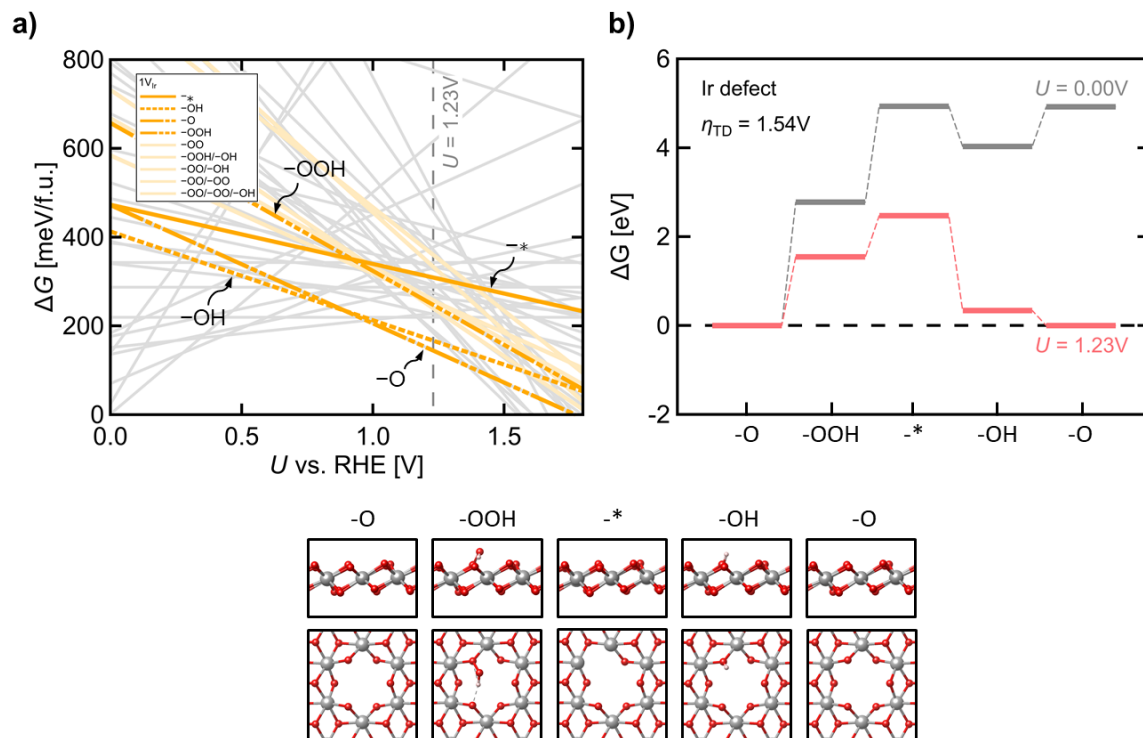 a)
800
600
400
200
0
ΔG [meV/f.u.]
1V_Ir
−*
−OH
−O
−OOH
−OO
−OOH/−OH
−OO/−OH
−OO/−OO
−OO/−OO/−OH
−OOH
U = 1.23V
−*
−OH
−O
0.0 0.5 1.0 1.5
U vs. RHE [V]
b)
6
4
2
0
-2
ΔG [eV]
Ir defect
η_TD = 1.54V
U = 0.00V
U = 1.23V
-O -OOH -* -OH -O
-O -OOH -* -OH -O